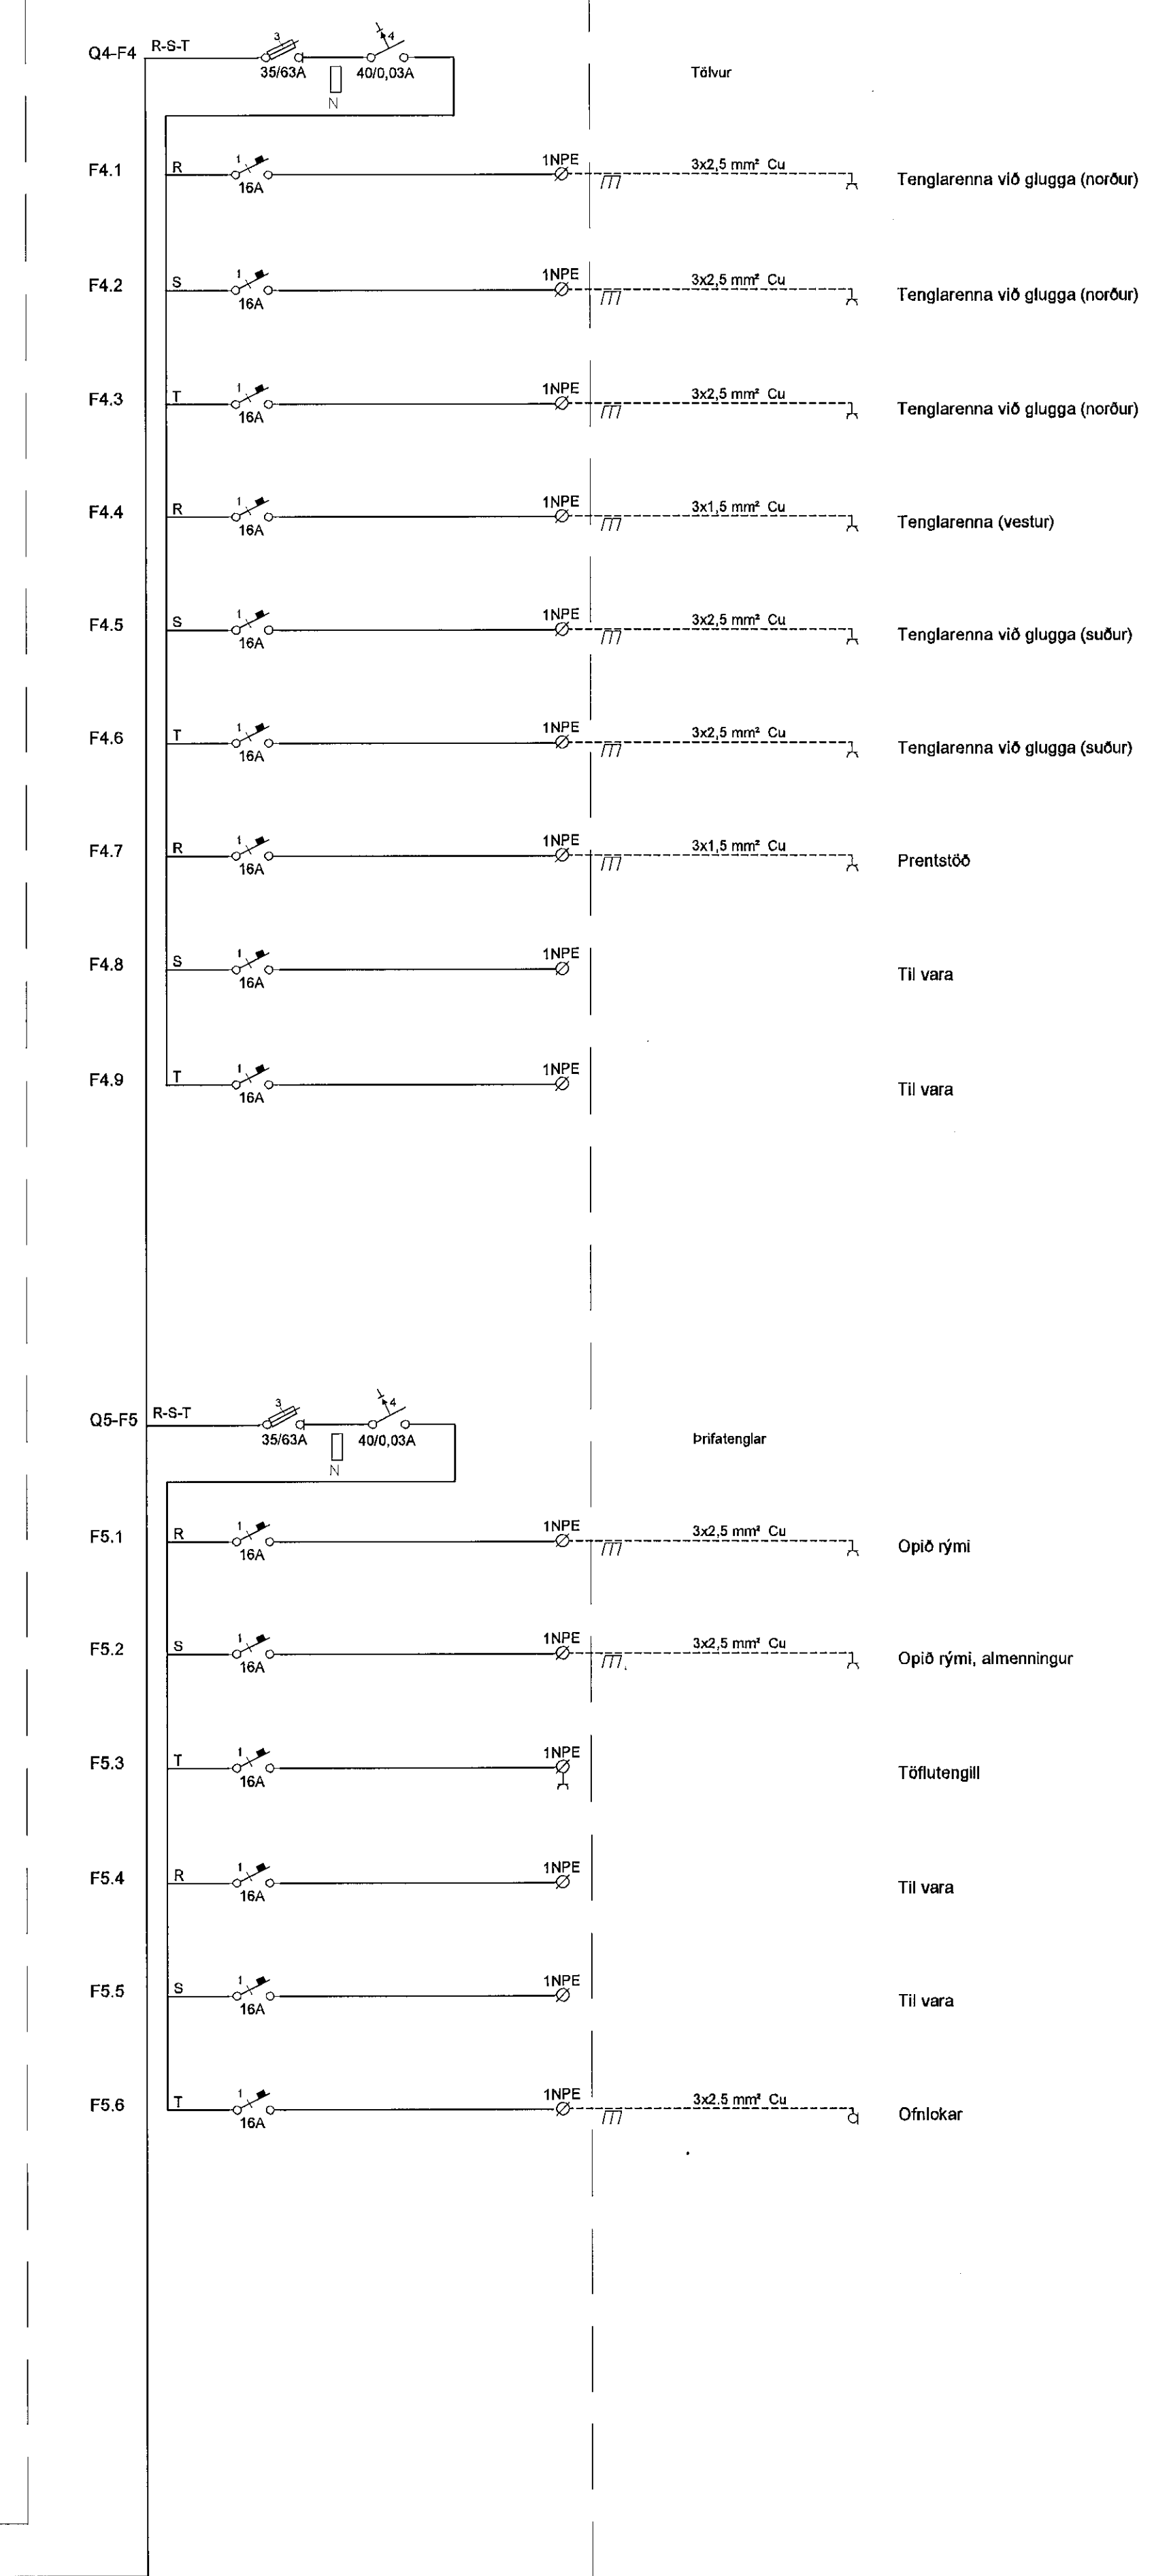 Q4-F4 R-S-T 3 4
35/63A 40/0,03A Tölvur
N
F4.1 R 1 1NPE 3x2,5 mm² Cu Tenglarenna við glugga (norður)
16A
F4.2 S 1 1NPE 3x2,5 mm² Cu Tenglarenna við glugga (norður)
16A
F4.3 T 1 1NPE 3x2,5 mm² Cu Tenglarenna við glugga (norður)
16A
F4.4 R 1 1NPE 3x1,5 mm² Cu Tenglarenna (vestur)
16A
F4.5 S 1 1NPE 3x2,5 mm² Cu Tenglarenna við glugga (suður)
16A
F4.6 T 1 1NPE 3x2,5 mm² Cu Tenglarenna við glugga (suður)
16A
F4.7 R 1 1NPE 3x1,5 mm² Cu Prentstöð
16A
F4.8 S 1 1NPE Til vara
16A
F4.9 T 1 1NPE Til vara
16A
Q5-F5 R-S-T 3 4
35/63A 40/0,03A Þrifatenglar
N
F5.1 R 1 1NPE 3x2,5 mm² Cu Opið rými
16A
F5.2 S 1 1NPE 3x2,5 mm² Cu Opið rými, almenningur
16A
F5.3 T 1 1NPE Töflutengill
16A
F5.4 R 1 1NPE Til vara
16A
F5.5 S 1 1NPE Til vara
16A
F5.6 T 1 1NPE 3x2.5 mm² Cu Ofnlokar
16A